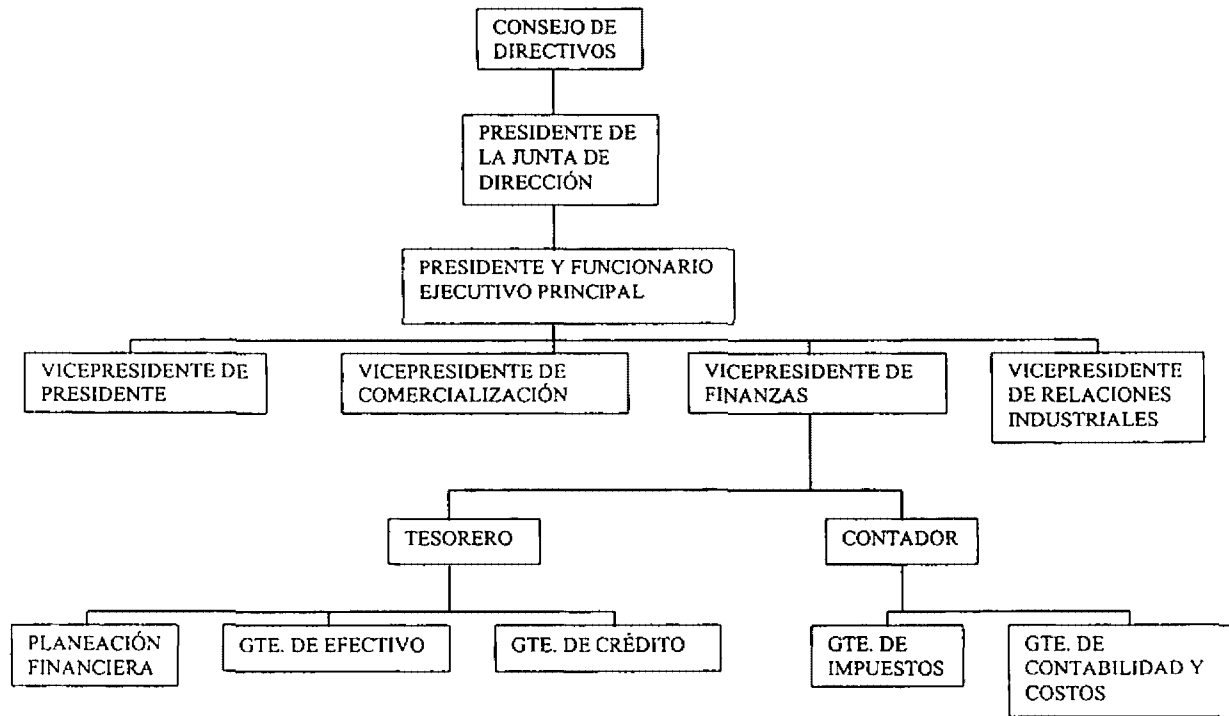 CONSEJO DE
DIRECTIVOS
PRESIDENTE DE
LA JUNTA DE
DIRECCIÓN
PRESIDENTE Y FUNCIONARIO
EJECUTIVO PRINCIPAL
VICEPRESIDENTE DE
PRESIDENTE
VICEPRESIDENTE DE
COMERCIALIZACIÓN
VICEPRESIDENTE DE
FINANZAS
VICEPRESIDENTE
DE RELACIONES
INDUSTRIALES
TESORERO
CONTADOR
PLANEACIÓN
FINANCIERA
GTE. DE EFECTIVO
GTE. DE CRÉDITO
GTE. DE
IMPUESTOS
GTE. DE
CONTABILIDAD Y
COSTOS